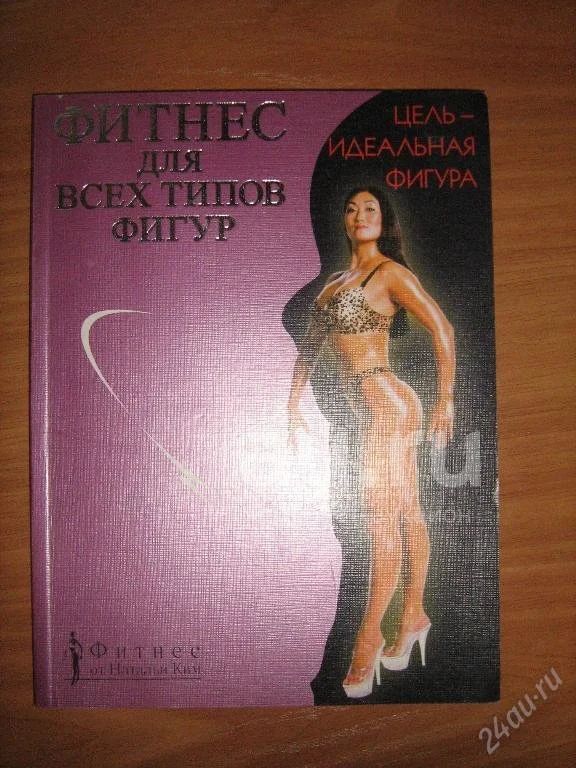 ФИТНЕС
ДЛЯ
ВСЕХ ТИПОВ
ФИГУР
ЦЕЛЬ –
ИДЕАЛЬНАЯ
ФИГУРА
Фитнес
от Натальи Ким
24au.ru